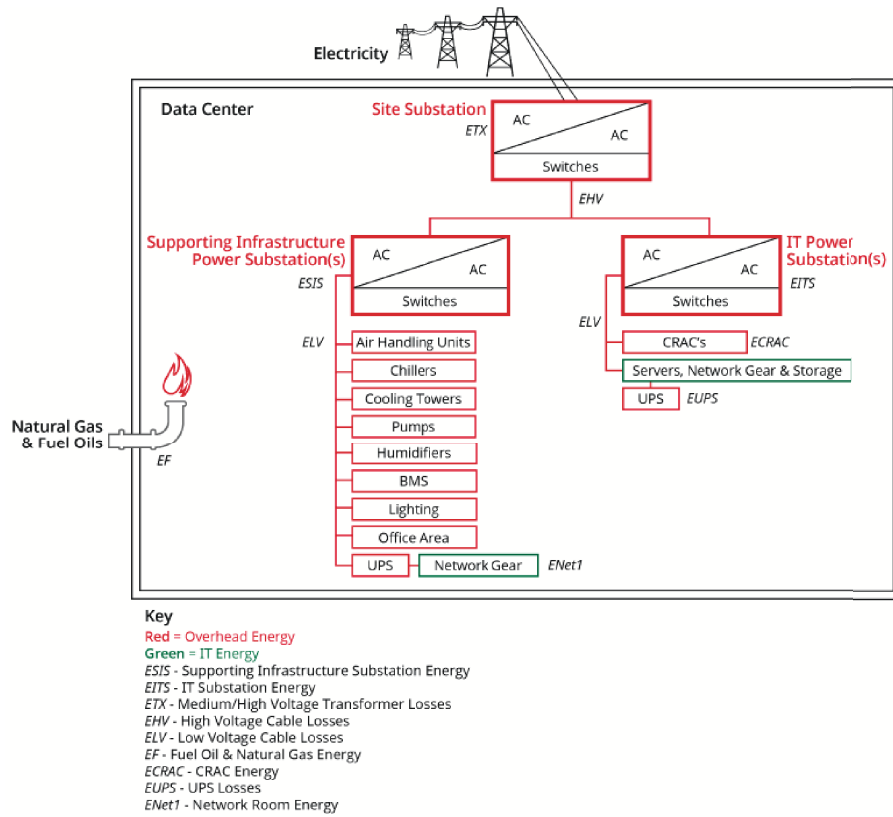 Electricity
Data Center
Site Substation
ETX
AC
AC
Switches
EHV
Supporting Infrastructure
Power Substation(s)
ESIS
AC
AC
Switches
IT Power
Substation(s)
EITS
AC
AC
Switches
ELV
Air Handling Units
Chillers
Cooling Towers
Pumps
Humidifiers
BMS
Lighting
Office Area
UPS
Network Gear
ENet1
ELV
CRAC's
ECRAC
Servers, Network Gear & Storage
UPS
EUPS
Natural Gas
& Fuel Oils
EF
Key
Red = Overhead Energy
Green = IT Energy
ESIS - Supporting Infrastructure Substation Energy
EITS - IT Substation Energy
ETX - Medium/High Voltage Transformer Losses
EHV - High Voltage Cable Losses
ELV - Low Voltage Cable Losses
EF - Fuel Oil & Natural Gas Energy
ECRAC - CRAC Energy
EUPS - UPS Losses
ENet1 - Network Room Energy